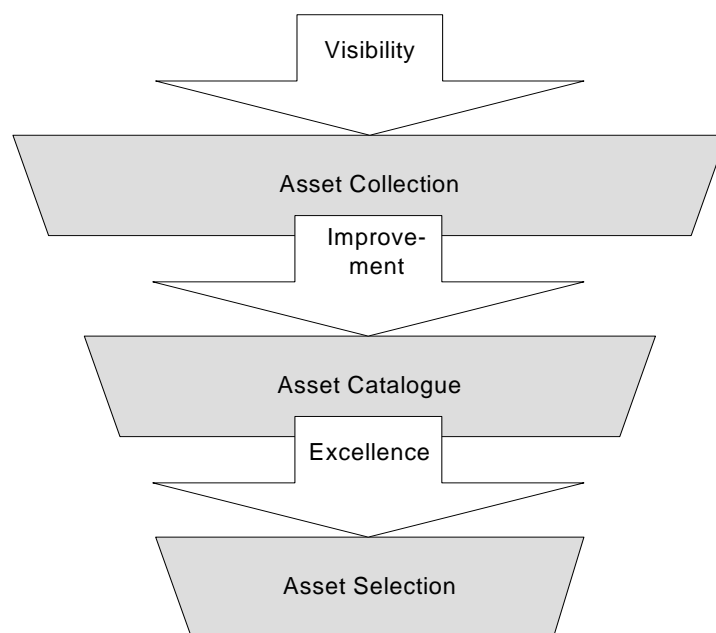 Visibility
Asset Collection
Improve-
ment
Asset Catalogue
Excellence
Asset Selection